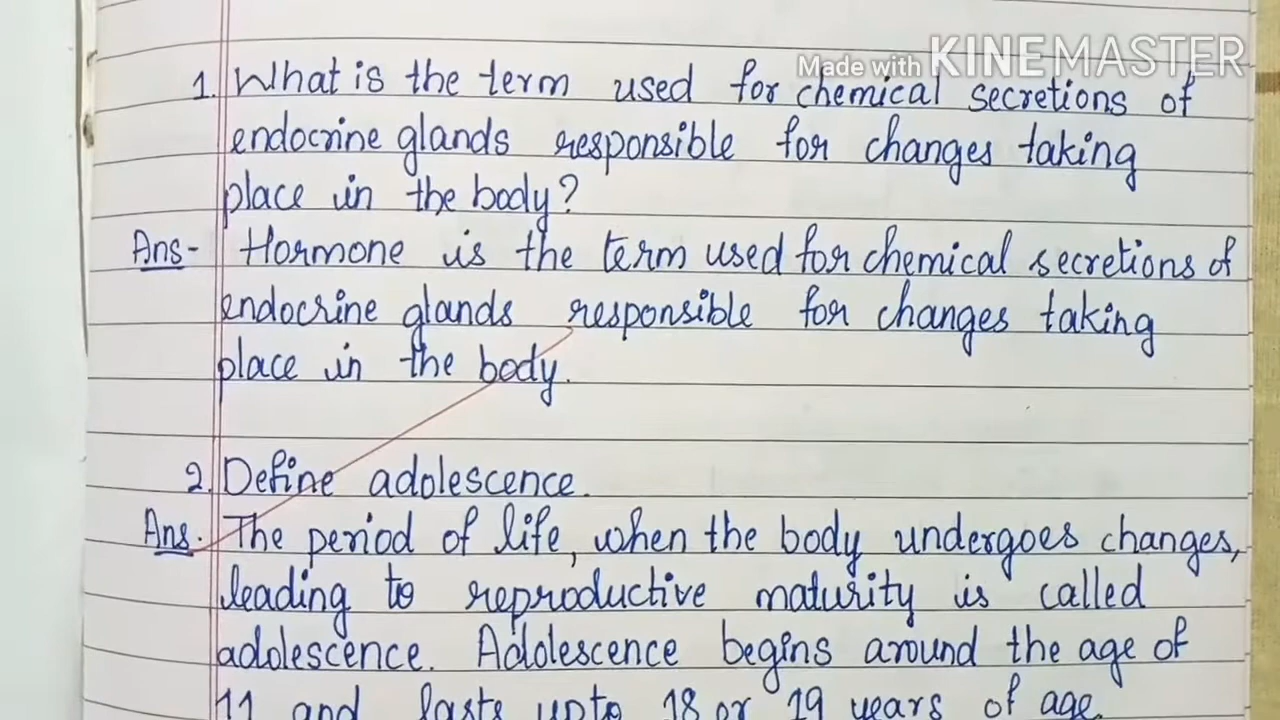 Made with KINEMASTER
1. What is the term used for chemical secretions of
endocrine glands responsible for changes taking
place in the body?
Ans- Hormone is the term used for chemical secretions of
endocrine glands responsible for changes taking
place in the body.
2. Define adolescence.
Ans. The period of life, when the body undergoes changes,
leading to reproductive maturity is called
adolescence. Adolescence begins around the age of
11 and lasts upto 18 or 19 years of age.